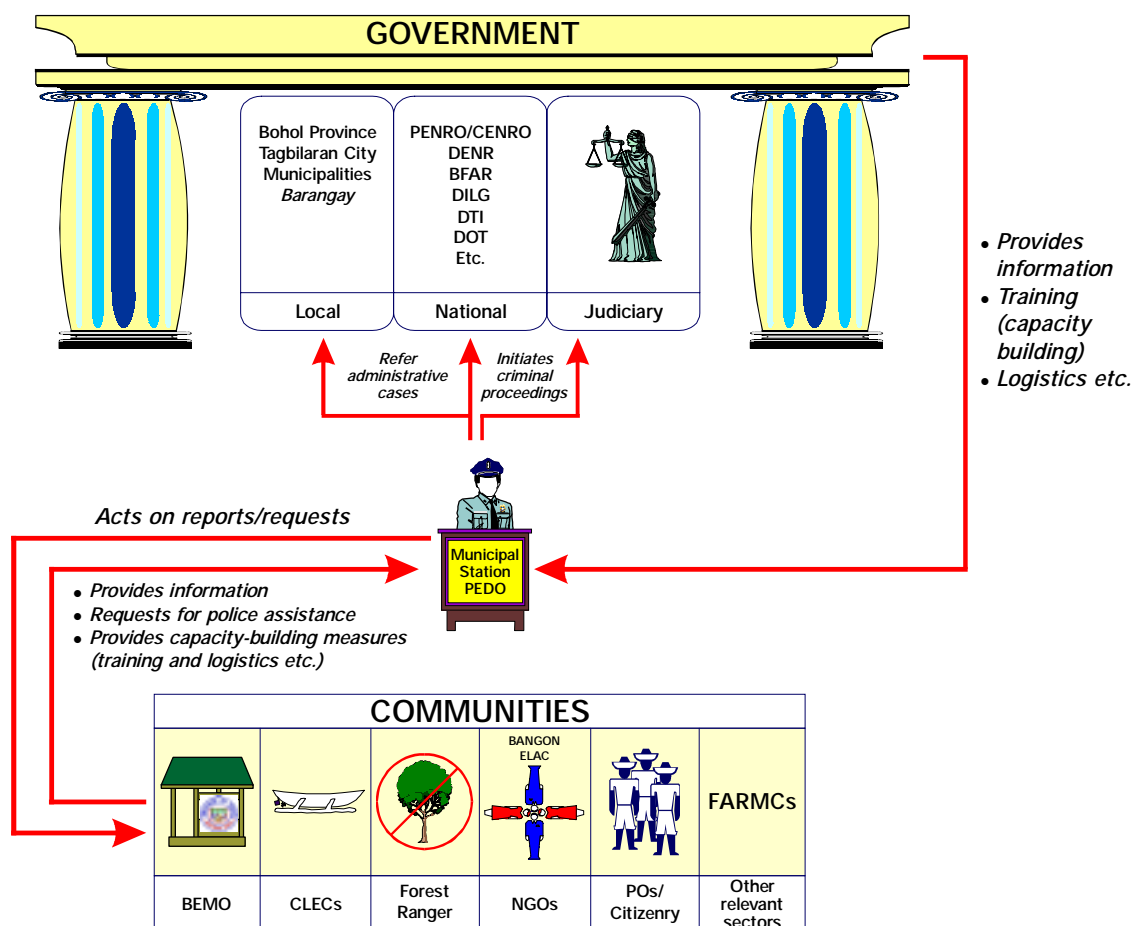 GOVERNMENT
Bohol Province
Tagbilaran City
Municipalities
Barangay
Local
PENRO/CENRO
DENR
BFAR
DILG
DTI
DOT
Etc.
National
Judiciary
• Provides
information
• Training
(capacity
building)
• Logistics etc.
Refer
administrative
cases
Initiates
criminal
proceedings
Acts on reports/requests
Municipal
Station
PEDO
• Provides information
• Requests for police assistance
• Provides capacity-building measures
(training and logistics etc.)
COMMUNITIES
BANGON
ELAC
FARMCs
BEMO
CLECs
Forest
Ranger
NGOs
POs/
Citizenry
Other
relevant
sectors